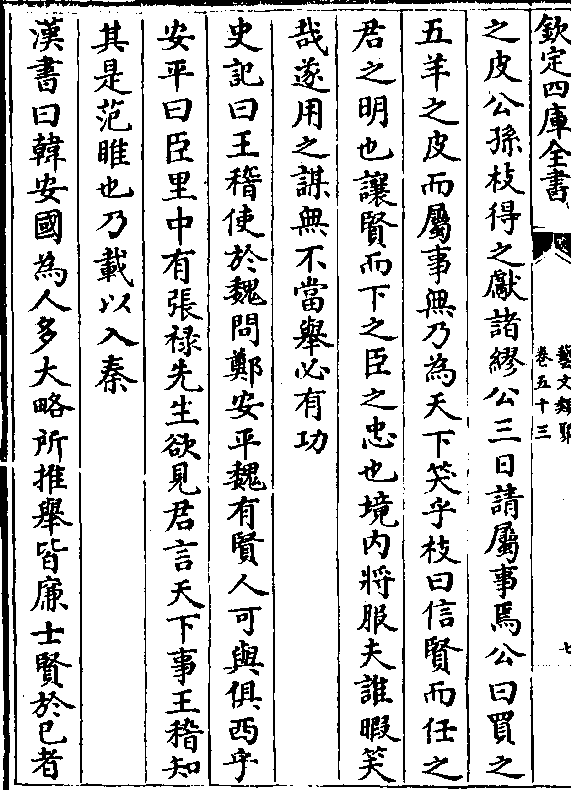 欽定四庫全書
藝文類聚
卷五十三
七
之皮公孫枝得之獻諸繆公三日請屬事焉公曰買之
五羊之皮而屬事無乃為天下笑乎枝曰信賢而任之
君之明也讓賢而下之臣之忠也境內將服夫誰暇笑
哉遂用之謀無不當舉必有功
史記曰王稽使於魏問鄭安平魏有賢人可與俱西乎
安平曰臣里中有張祿先生欲見君言天下事王稽知
其是范睢也乃載以入秦
漢書曰韓安國為人多大略所推舉皆廉士賢於已者